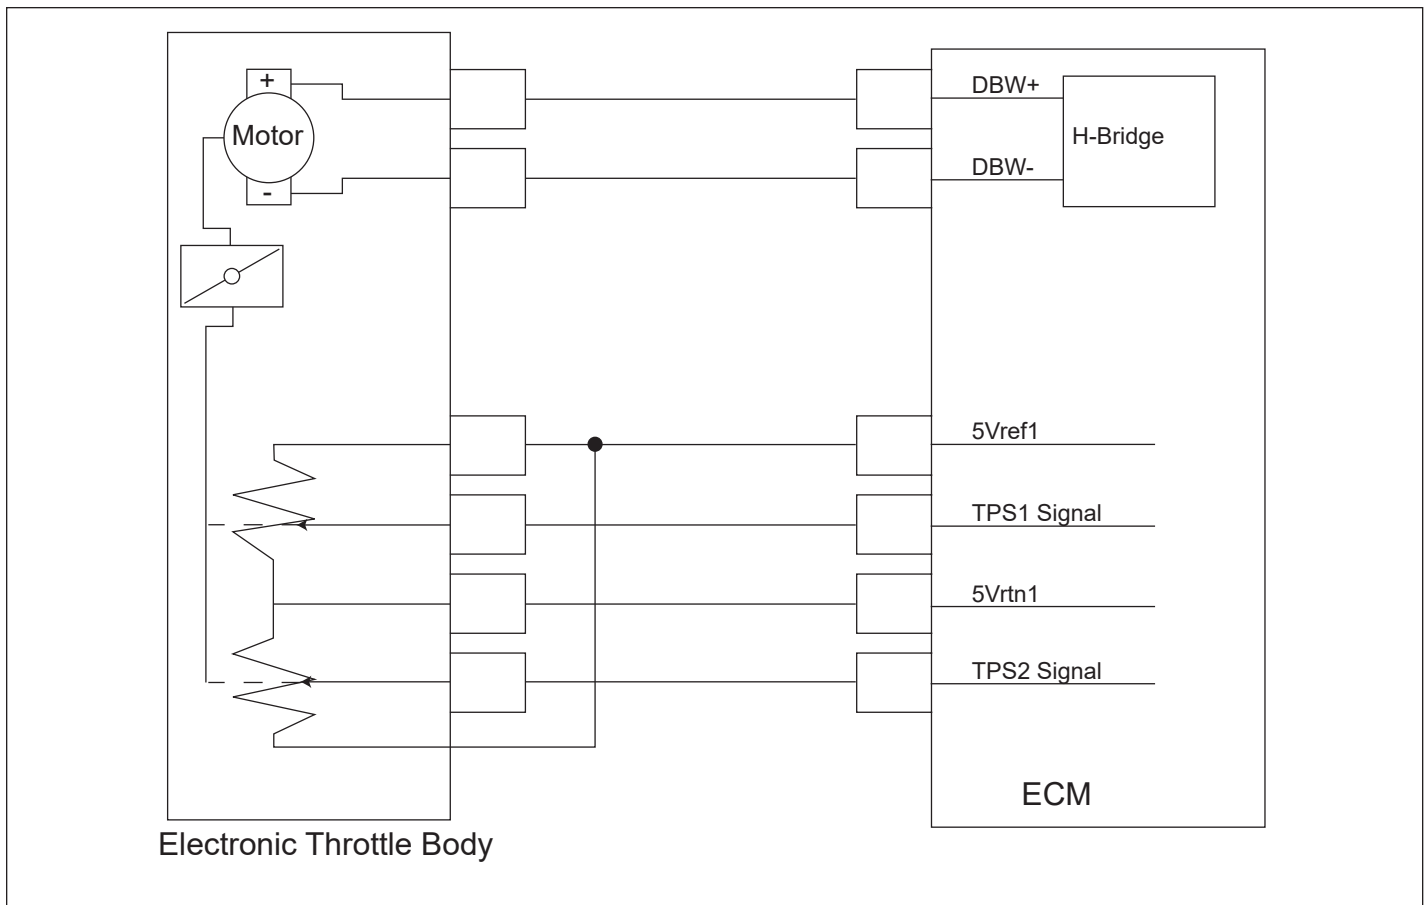 +
Motor
-
DBW+
H-Bridge
DBW-
5Vref1
TPS1 Signal
5Vrtn1
TPS2 Signal
ECM
Electronic Throttle Body